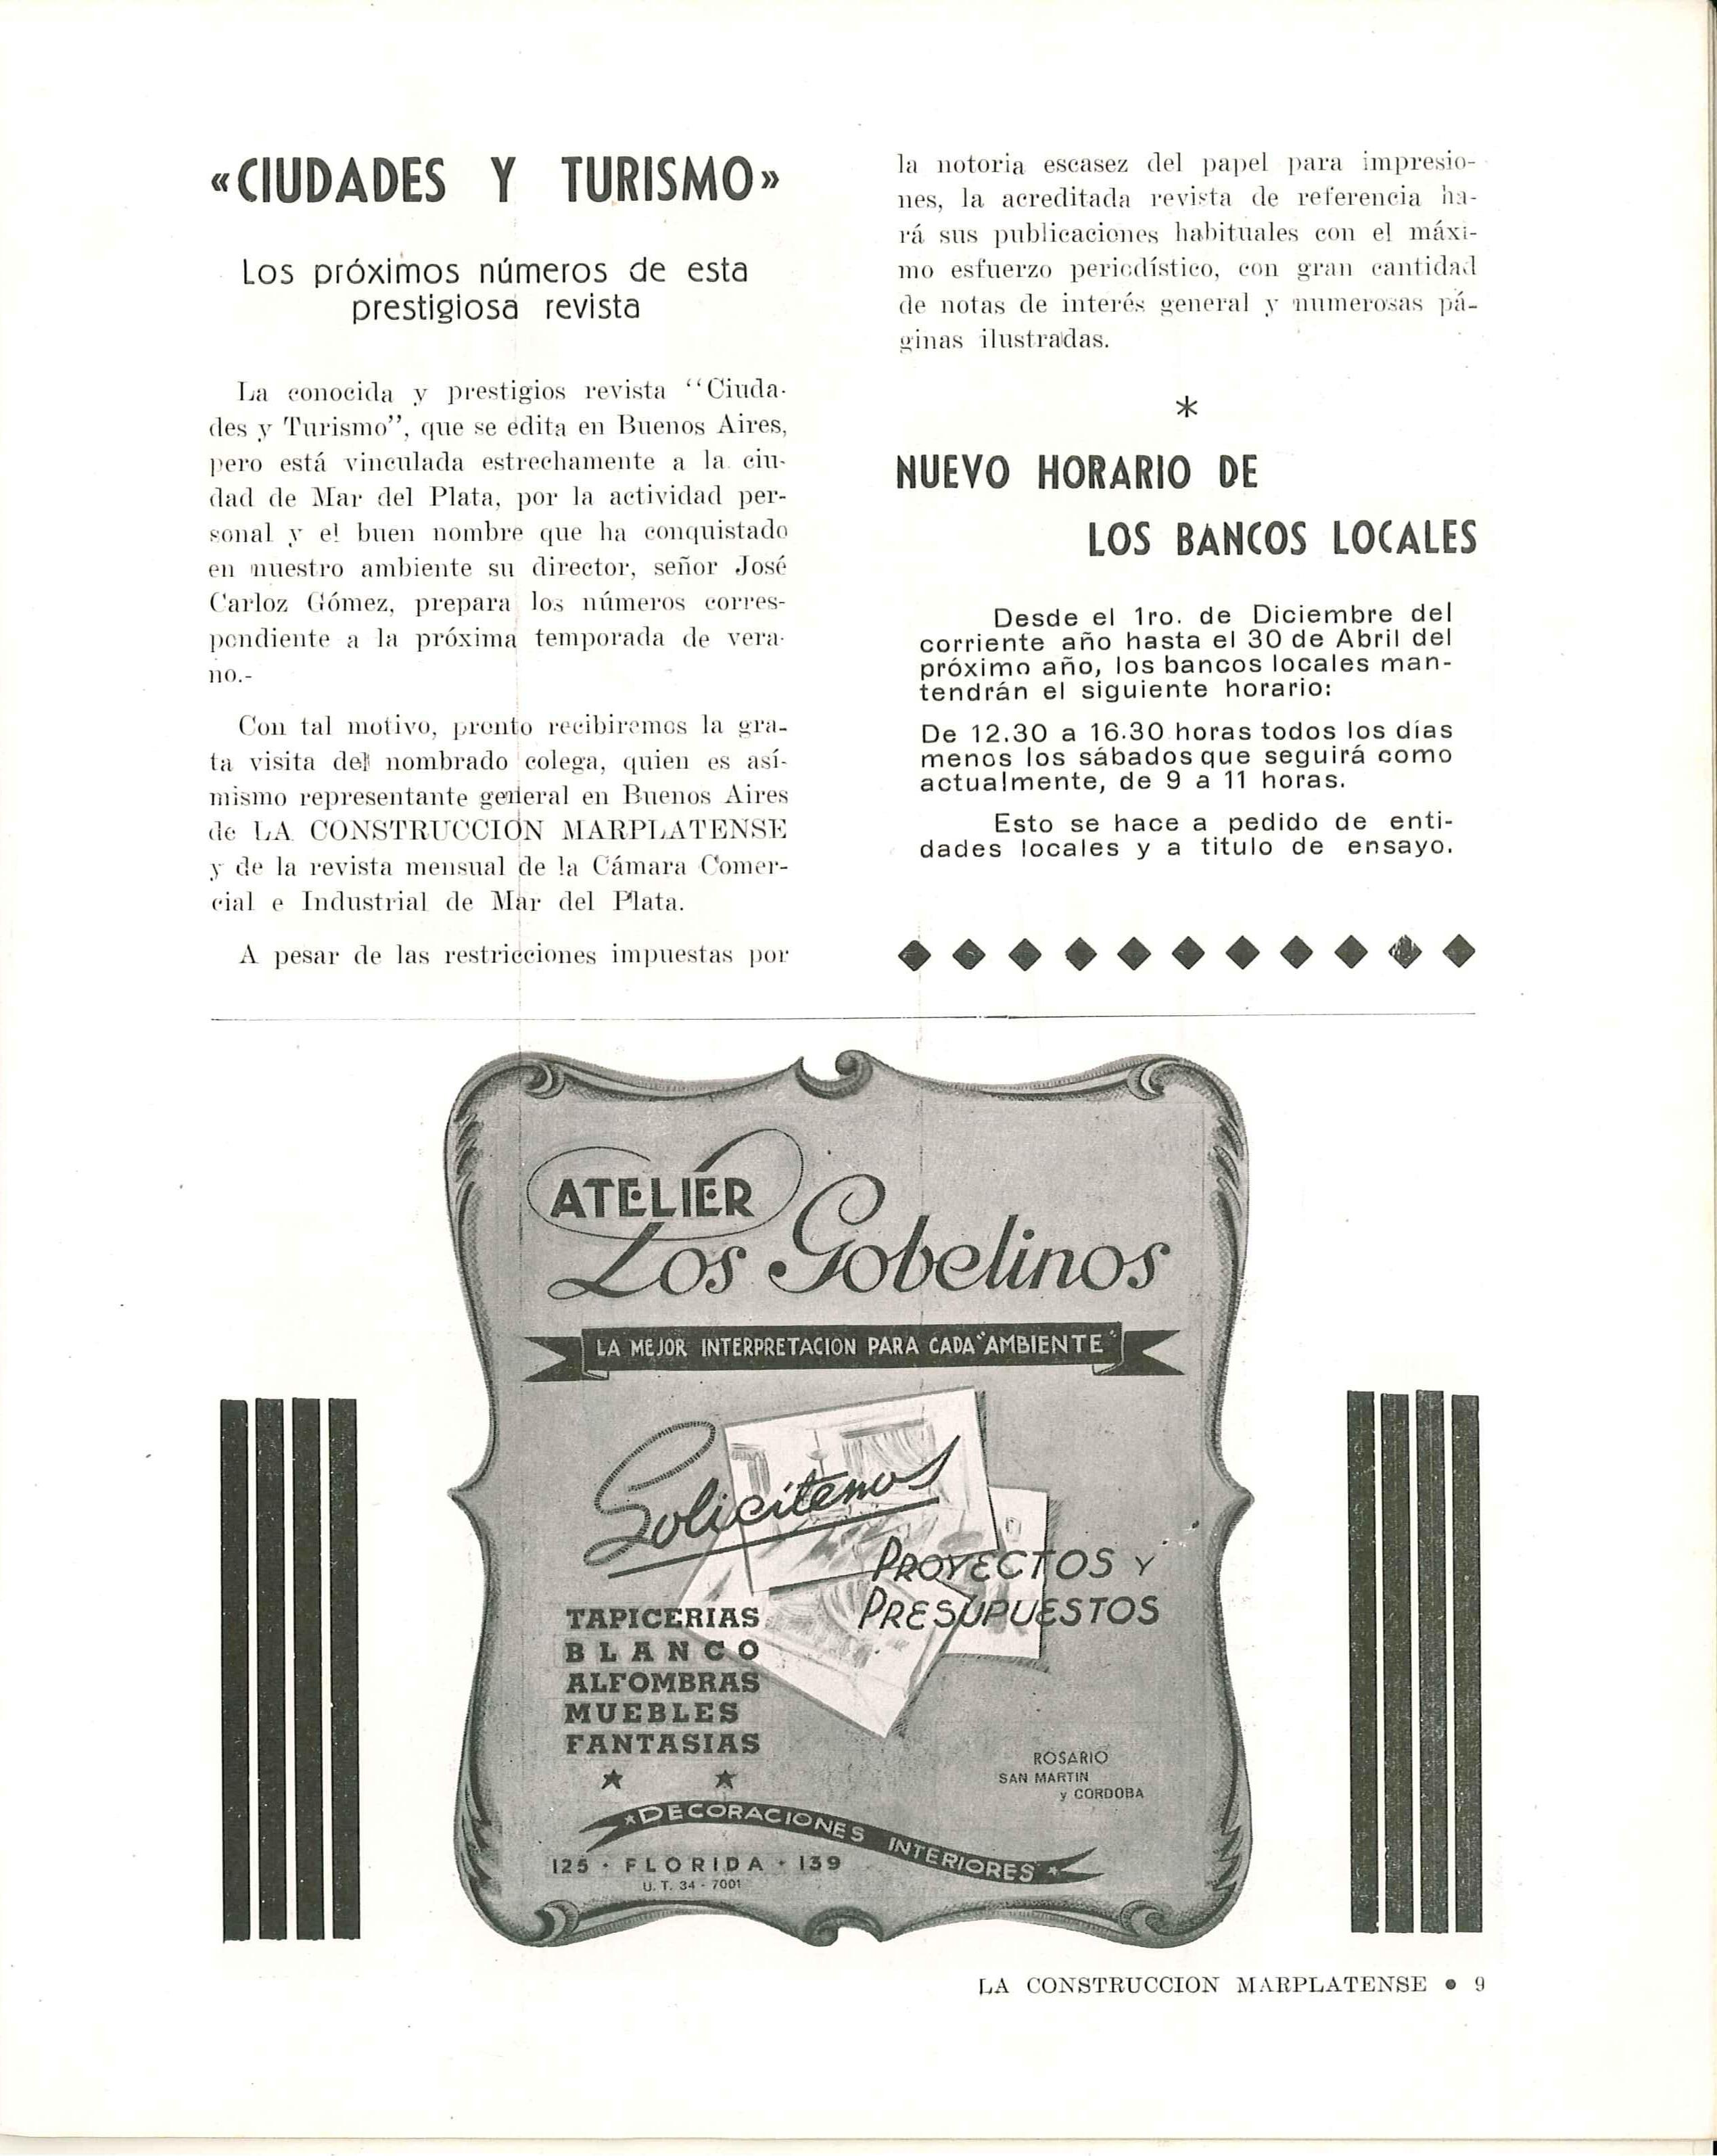 «CIUDADES Y TURISMO»
Los próximos números de esta
prestigiosa revista
La conocida y prestigios revista "Ciuda-
des y Turismo", que se edita en Buenos Aires,
pero está vinculada estrechamente a la ciu-
dad de Mar del Plata, por la actividad per-
sonal y el buen nombre que ha conquistado
en nuestro ambiente su director, señor José
Carloz Gómez, prepara los números corres-
pondiente a la próxima temporada de vera-
no.-
Con tal motivo, pronto recibiremos la gra-
ta visita del nombrado colega, quien es así-
mismo representante general en Buenos Aires
de LA CONSTRUCCION MARPLATENSE
y de la revista mensual de la Cámara Comer-
cial e Industrial de Mar del Plata.
A pesar de las restricciones impuestas por
la notoria escasez del papel para impresio-
nes, la acreditada revista de referencia ha-
rá sus publicaciones habituales con el máxi-
mo esfuerzo periodístico, con gran cantidad
de notas de interés general y numerosas pá-
ginas ilustradas.
*
NUEVO HORARIO DE
LOS BANCOS LOCALES
Desde el 1ro. de Diciembre del
corriente año hasta el 30 de Abril del
próximo año, los bancos locales man-
tendrán el siguiente horario:
De 12.30 a 16.30 horas todos los días
menos los sábados que seguirá como
actualmente, de 9 a 11 horas.
Esto se hace a pedido de enti-
dades locales y a titulo de ensayo.
ATELIER
Los Gobelinos
LA MEJOR INTERPRETACION PARA CADA "AMBIENTE"
Solicítenos
PROYECTOS Y
PRESUPUESTOS
TAPICERIAS
BLANCO
ALFOMBRAS
MUEBLES
FANTASIAS
ROSARIO
SAN MARTIN
y CORDOBA
DECORACIONES INTERIORES
125 · FLORIDA · 139
U. T. 34 - 7001
LA CONSTRUCCION MARPLATENSE • 9